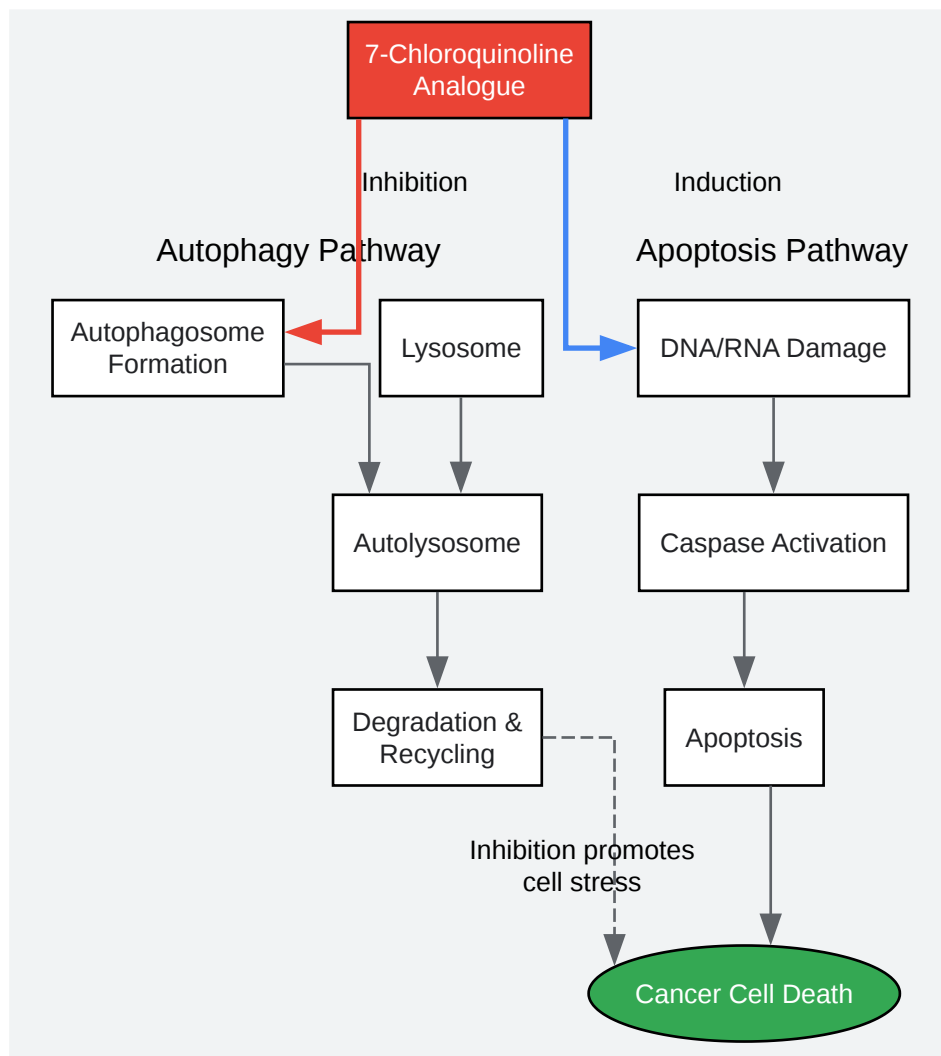 7-Chloroquinoline
Analogue
Inhibition
Induction
Autophagy Pathway
Apoptosis Pathway
Autophagosome
Formation
Lysosome
DNA/RNA Damage
Autolysosome
Caspase Activation
Degradation &
Recycling
Apoptosis
Inhibition promotes
cell stress
Cancer Cell Death